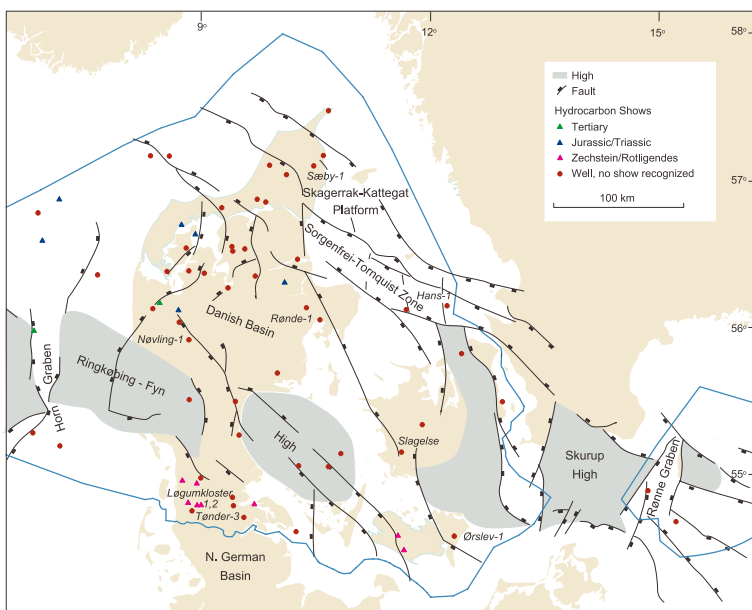 9°
12°
15°
58°
High
Fault
Hydrocarbon Shows
Tertiary
Jurassic/Triassic
Zechstein/Rotligendes
Well, no show recognized
100 km
57°
Sæby-1
Skagerrak-Kattegat
Platform
Sorgenfrei-Tornquist Zone
Hans-1
Danish Basin
Rønde-1
56°
Nøvling-1
Ringkøbing - Fyn
Horn
Graben
High
Slagelse
Skurup
High
55°
Rønne Graben
Løgumkloster
1,2
Tønder-3
Ørslev-1
N. German
Basin